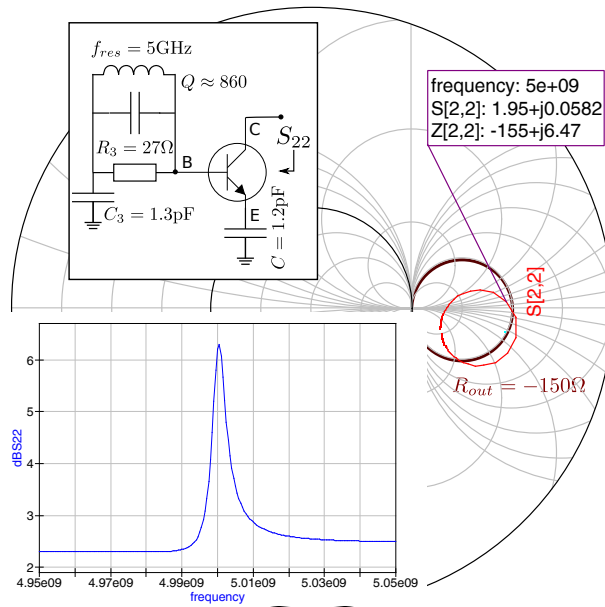 f_res = 5GHz
Q ≈ 860
R_3 = 27Ω
B
C
S_22
E
C_3 = 1.3pF
C = 1.2pF
frequency: 5e+09
S[2,2]: 1.95+j0.0582
Z[2,2]: -155+j6.47
S[2,2]
R_out = −150Ω
6
5
4
3
2
dBS22
4.95e09 4.97e09 4.99e09 5.01e09 5.03e09 5.05e09
frequency